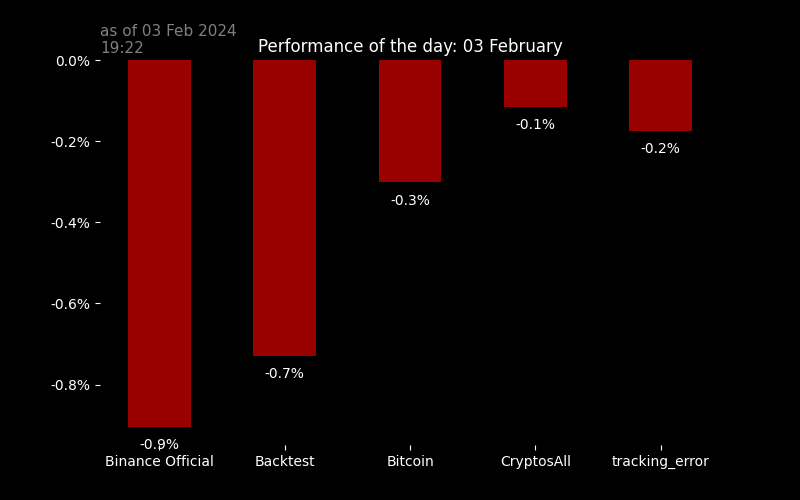 as of 03 Feb 2024
19:22
Performance of the day: 03 February
0.0%
-0.2%
-0.4%
-0.6%
-0.8%
-0.9%
-0.7%
-0.3%
-0.1%
-0.2%
Binance Official
Backtest
Bitcoin
CryptosAll
tracking_error